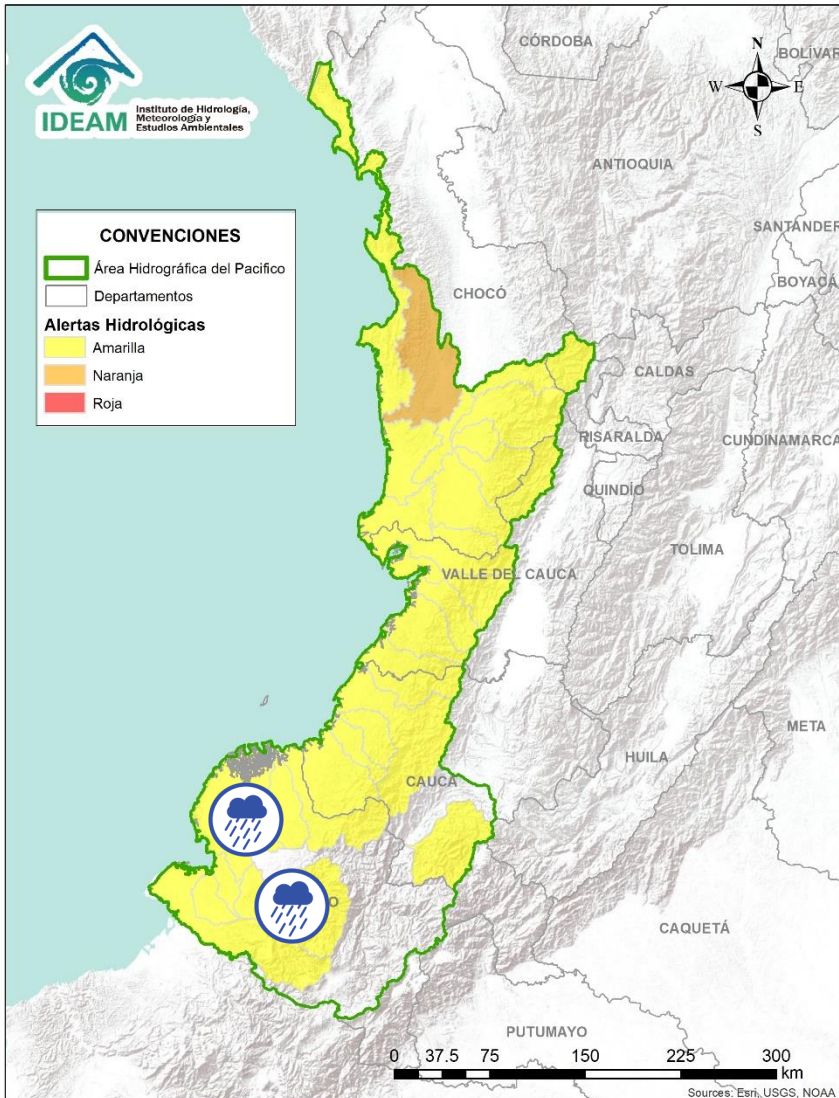 IDEAM
Instituto de Hidrología,
Meteorología y
Estudios Ambientales
CÓRDOBA
BOLÍVAR
N
W
E
S
ANTIOQUIA
SANTANDER
BOYACÁ
CONVENCIONES
Área Hidrográfica del Pacifico
Departamentos
Alertas Hidrológicas
Amarilla
Naranja
Roja
CHOCÓ
CALDAS
RISARALDA
CUNDINAMARCA
QUINDÍO
TOLIMA
VALLE DEL CAUCA
META
HUILA
CAUCA
O
CAQUETÁ
PUTUMAYO
0 37.5 75 150 225 300
km
Sources: Esri, USGS, NOAA